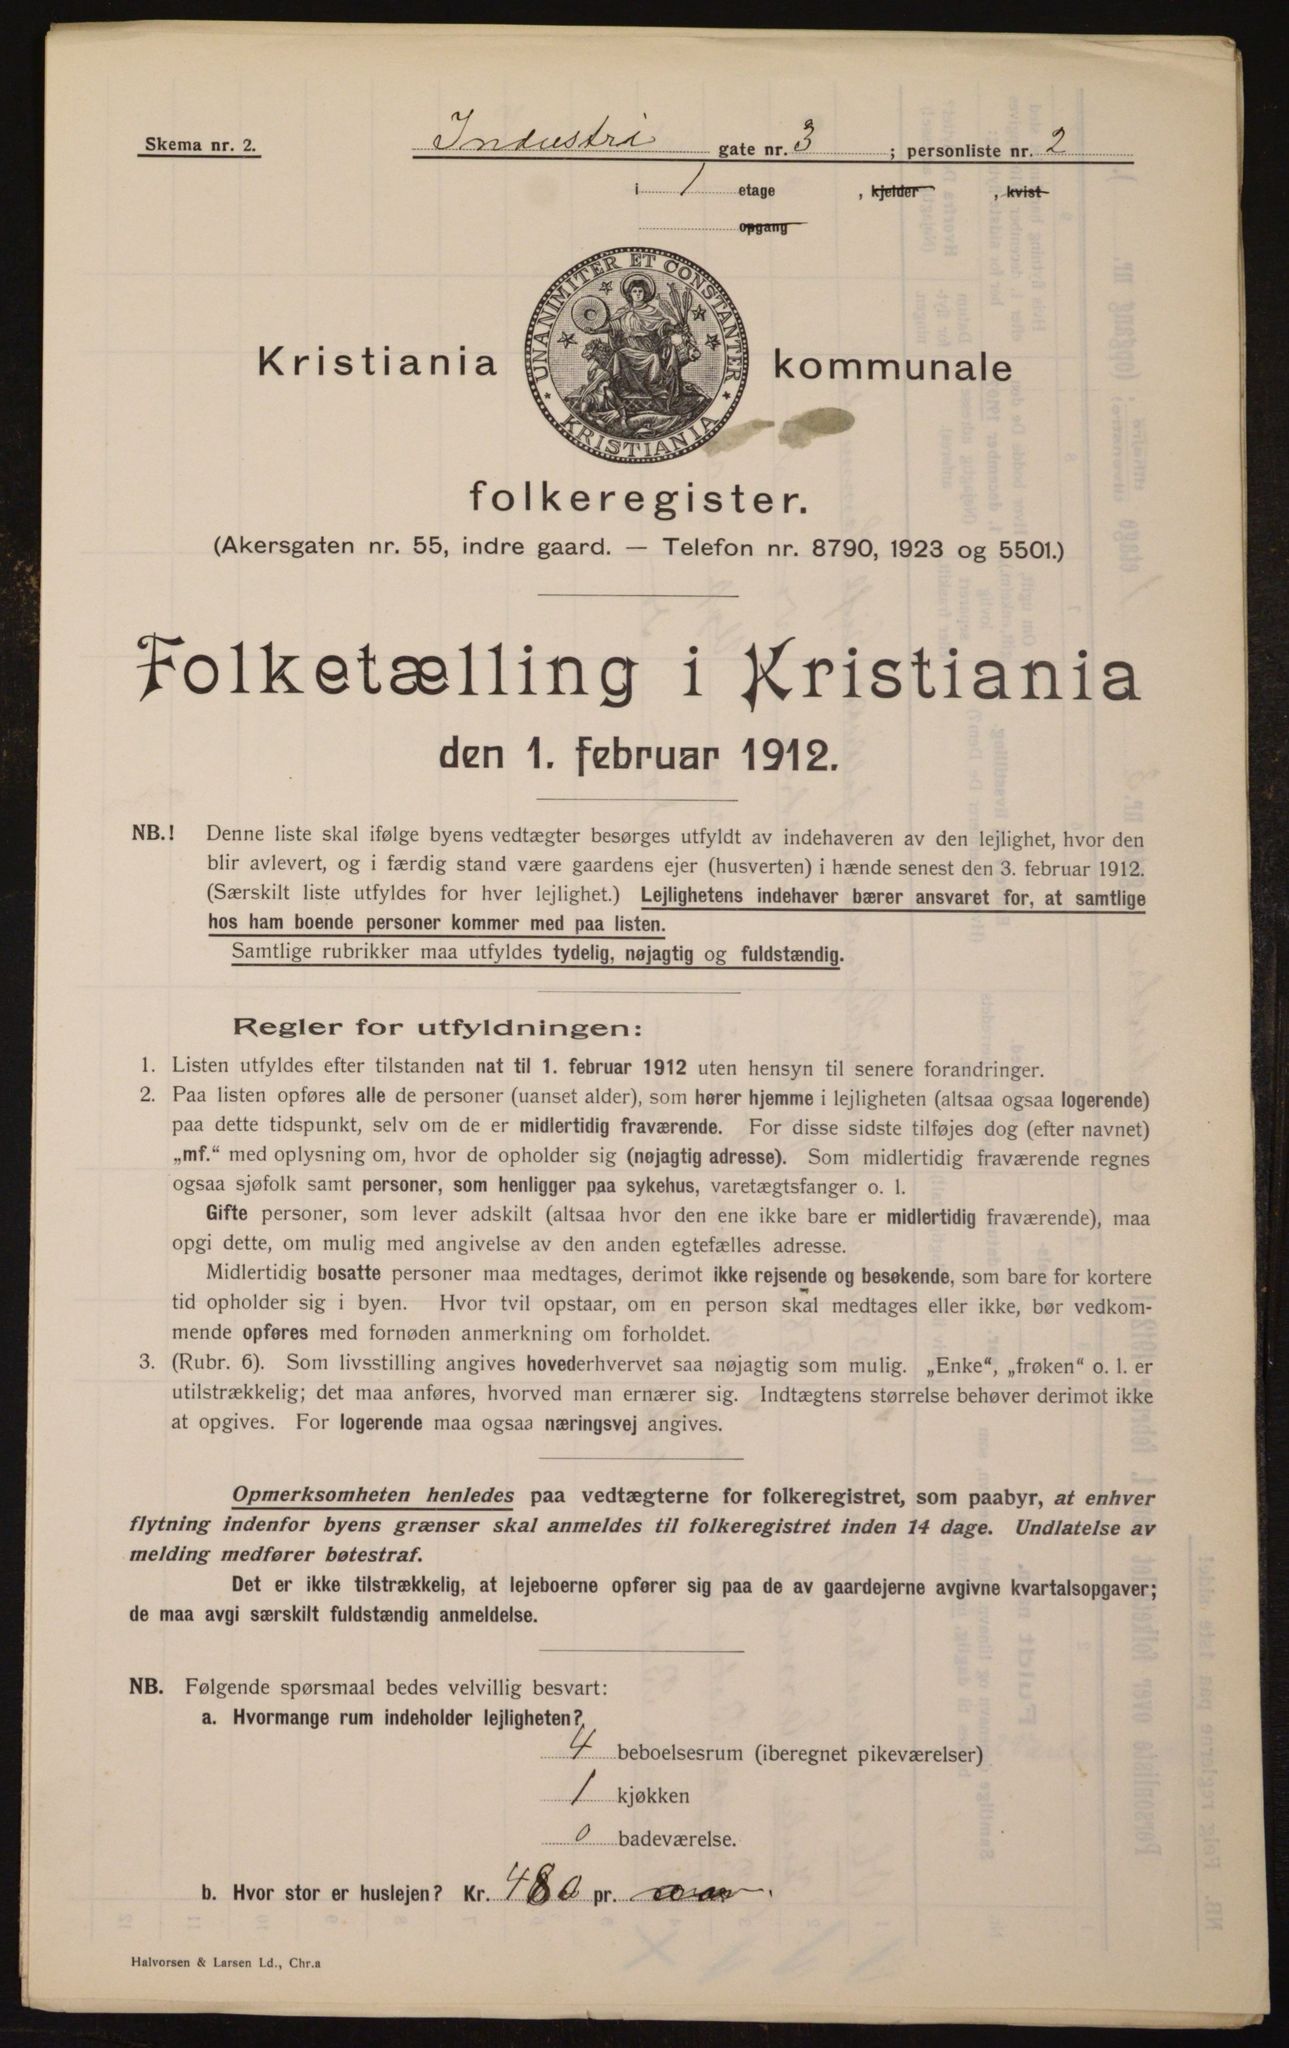 Skema nr. 2.
Industri gate nr. 3 ; personliste nr. 2
i 1 etage , kjelder , kvist
opgang
UNANIMITER ET CONSTANTER
KRISTIANIA
Kristiania kommunale
folkeregister.
(Akersgaten nr. 55, indre gaard. — Telefon nr. 8790, 1923 og 5501.)
Folketælling i Kristiania
den 1. februar 1912.
NB.! Denne liste skal ifølge byens vedtægter besørges utfyldt av indehaveren av den lejlighet, hvor den
blir avlevert, og i færdig stand være gaardens ejer (husverten) i hænde senest den 3. februar 1912.
(Særskilt liste utfyldes for hver lejlighet.) Lejlighetens indehaver bærer ansvaret for, at samtlige
hos ham boende personer kommer med paa listen.
Samtlige rubrikker maa utfyldes tydelig, nøjagtig og fuldstændig.
Regler for utfyldningen:
1. Listen utfyldes efter tilstanden nat til 1. februar 1912 uten hensyn til senere forandringer.
2. Paa listen opføres alle de personer (uanset alder), som hører hjemme i lejligheten (altsaa ogsaa logerende)
paa dette tidspunkt, selv om de er midlertidig fraværende. For disse sidste tilføjes dog (efter navnet)
„mf.“ med oplysning om, hvor de opholder sig (nøjagtig adresse). Som midlertidig fraværende regnes
ogsaa sjøfolk samt personer, som henligger paa sykehus, varetægtsfanger o. l.
Gifte personer, som lever adskilt (altsaa hvor den ene ikke bare er midlertidig fraværende), maa
opgi dette, om mulig med angivelse av den anden egtefælles adresse.
Midlertidig bosatte personer maa medtages, derimot ikke rejsende og besøkende, som bare for kortere
tid opholder sig i byen. Hvor tvil opstaar, om en person skal medtages eller ikke, bør vedkom-
mende opføres med fornøden anmerkning om forholdet.
3. (Rubr. 6). Som livsstilling angives hovederhvervet saa nøjagtig som mulig. „Enke“, „frøken“ o. l. er
utilstrækkelig; det maa anføres, hvorved man ernærer sig. Indtægtens størrelse behøver derimot ikke
at opgives. For logerende maa ogsaa næringsvej angives.
Opmerksomheten henledes paa vedtægterne for folkeregistret, som paabyr, at enhver
flytning indenfor byens grænser skal anmeldes til folkeregistret inden 14 dage. Undlatelse av
melding medfører bøtestraf.
Det er ikke tilstrækkelig, at lejeboerne opfører sig paa de av gaardejerne avgivne kvartalsopgaver;
de maa avgi særskilt fuldstændig anmeldelse.
NB. Følgende spørsmaal bedes velvillig besvart:
a. Hvormange rum indeholder lejligheten?
4 beboelsesrum (iberegnet pikeværelser)
1 kjøkken
0 badeværelse.
b. Hvor stor er huslejen? Kr. 480 pr.
Halvorsen & Larsen Ld., Chr.a